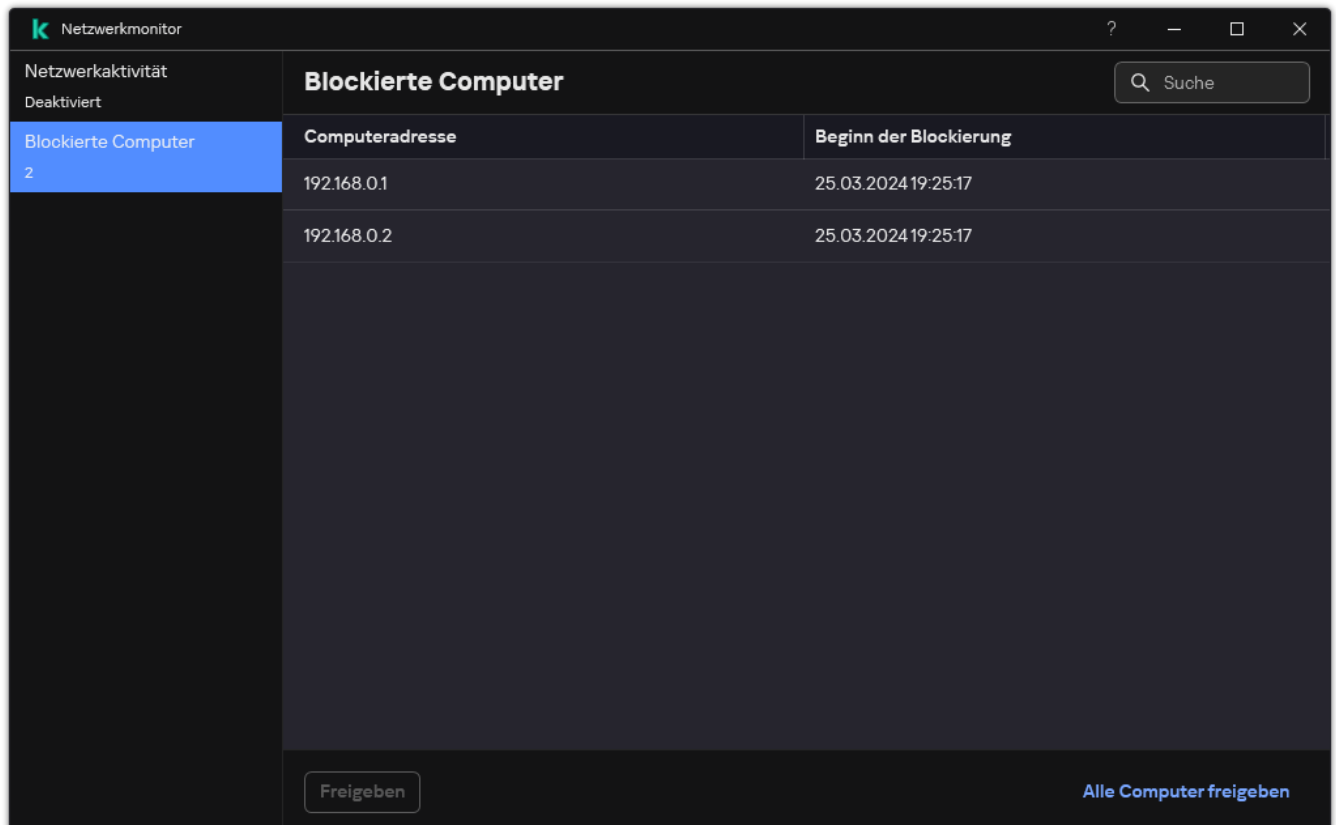 Netzwerkmonitor
?
Netzwerkaktivität
Deaktiviert
Blockierte Computer
2
Blockierte Computer
Suche
Computeradresse Beginn der Blockierung
192.168.0.1 25.03.2024 19:25:17
192.168.0.2 25.03.2024 19:25:17
Freigeben Alle Computer freigeben